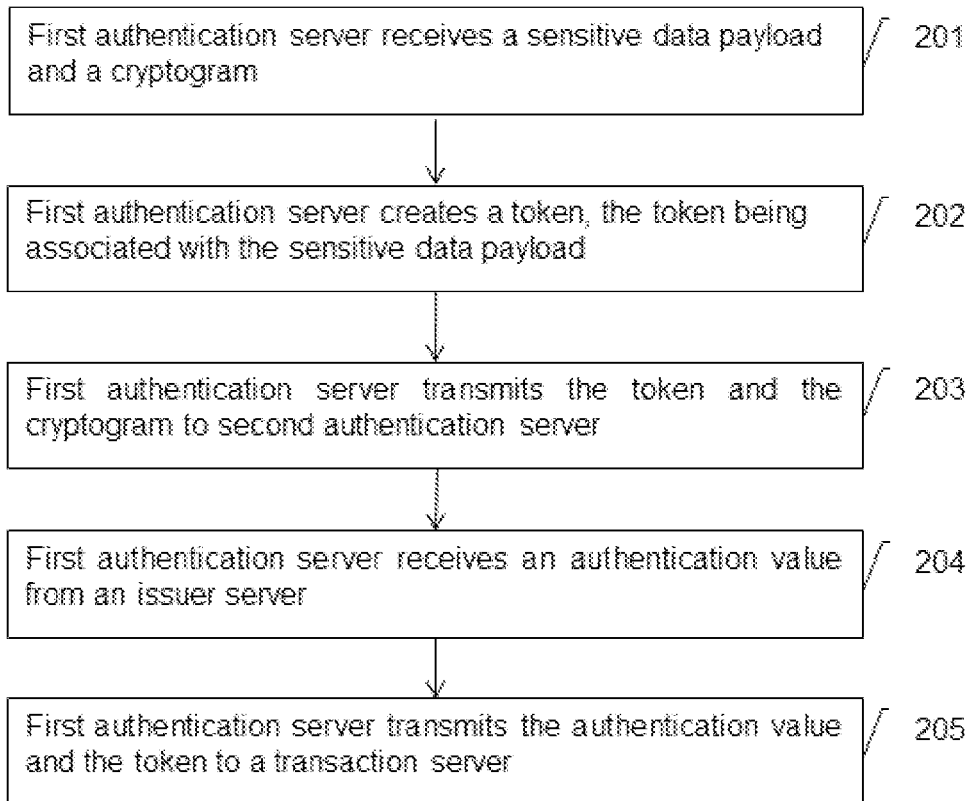 First authentication server receives a sensitive data payload
and a cryptogram
201
First authentication server creates a token, the token being
associated with the sensitive data payload
202
First authentication server transmits the token and the
cryptogram to second authentication server
203
First authentication server receives an authentication value
from an issuer server
204
First authentication server transmits the authentication value
and the token to a transaction server
205